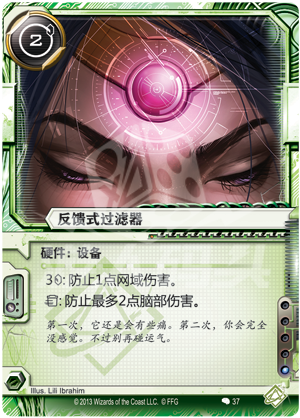 2
反馈式过滤器
硬件：设备
3: 防止1点网域伤害。
: 防止最多2点脑部伤害。
第一次，它还是会有些痛。第二次，你会完全
没感觉。不过别再碰运气。
Illus. Lili Ibrahim
© 2013 Wizards of the Coast LLC. © FFG
37